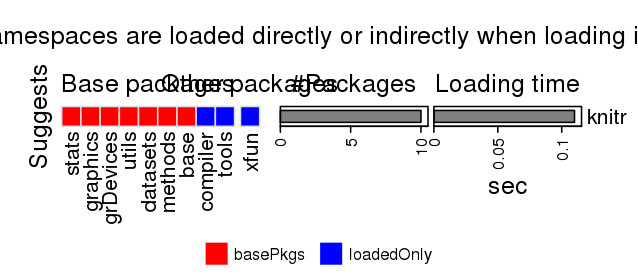 amespaces are loaded directly or indirectly when loading i
Base packages
Other packages
#Packages
Loading time
Suggests
knitr
stats
graphics
grDevices
utils
datasets
methods
base
compiler
tools
xfun
0
5
10
0
0.05
0.1
sec
basePkgs
loadedOnly